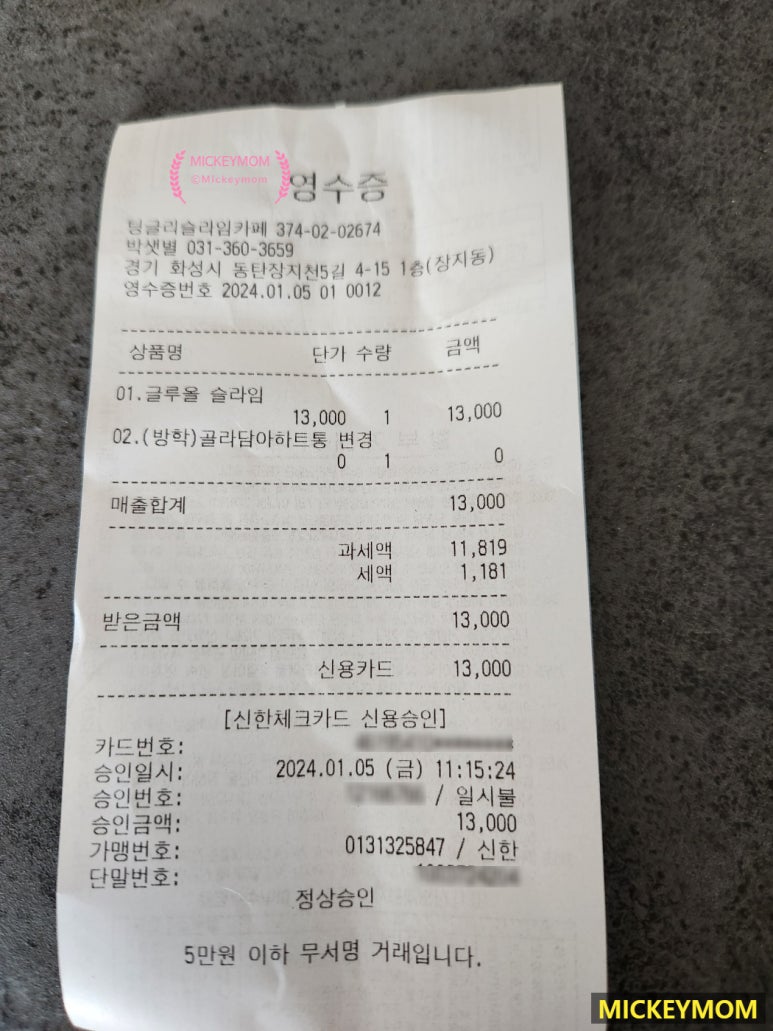 MICKEYMOM
©Mickeymom
영수증
팅글리슬라임카페 374-02-02674
박샛별 031-360-3659
경기 화성시 동탄장지천5길 4-15 1층(장지동)
영수증번호 2024.01.05 01 0012
상품명 단가 수량 금액
01.글루올 슬라임
13,000 1 13,000
02.(방학)골라담아하트통 변경
0 1 0
매출합계 13,000
과세액 11,819
세액 1,181
받은금액 13,000
신용카드 13,000
[신한체크카드 신용승인]
카드번호:
승인일시: 2024.01.05 (금) 11:15:24
승인번호: / 일시불
승인금액: 13,000
가맹번호: 0131325847 / 신한
단말번호:
정상승인
5만원 이하 무서명 거래입니다.
MICKEYMOM